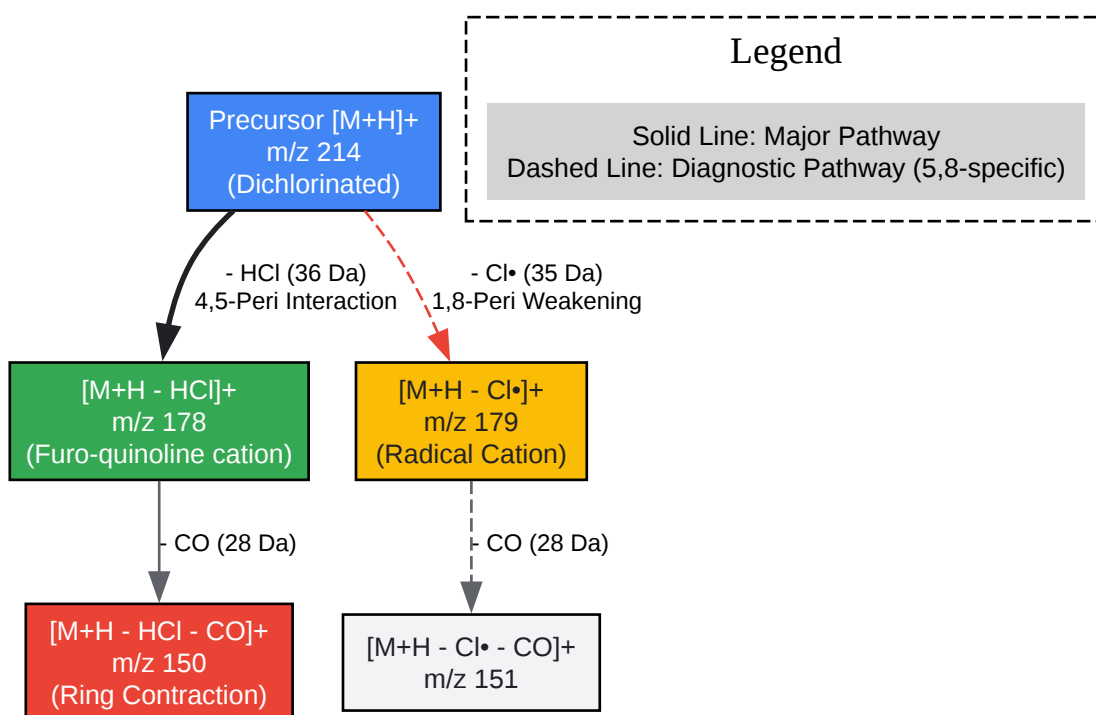 Legend
Solid Line: Major Pathway
Dashed Line: Diagnostic Pathway (5,8-specific)
Precursor [M+H]+
m/z 214
(Dichlorinated)
- HCl (36 Da)
4,5-Peri Interaction
- Cl• (35 Da)
1,8-Peri Weakening
[M+H - HCl]+
m/z 178
(Furo-quinoline cation)
[M+H - Cl•]+
m/z 179
(Radical Cation)
- CO (28 Da)
- CO (28 Da)
[M+H - HCl - CO]+
m/z 150
(Ring Contraction)
[M+H - Cl• - CO]+
m/z 151